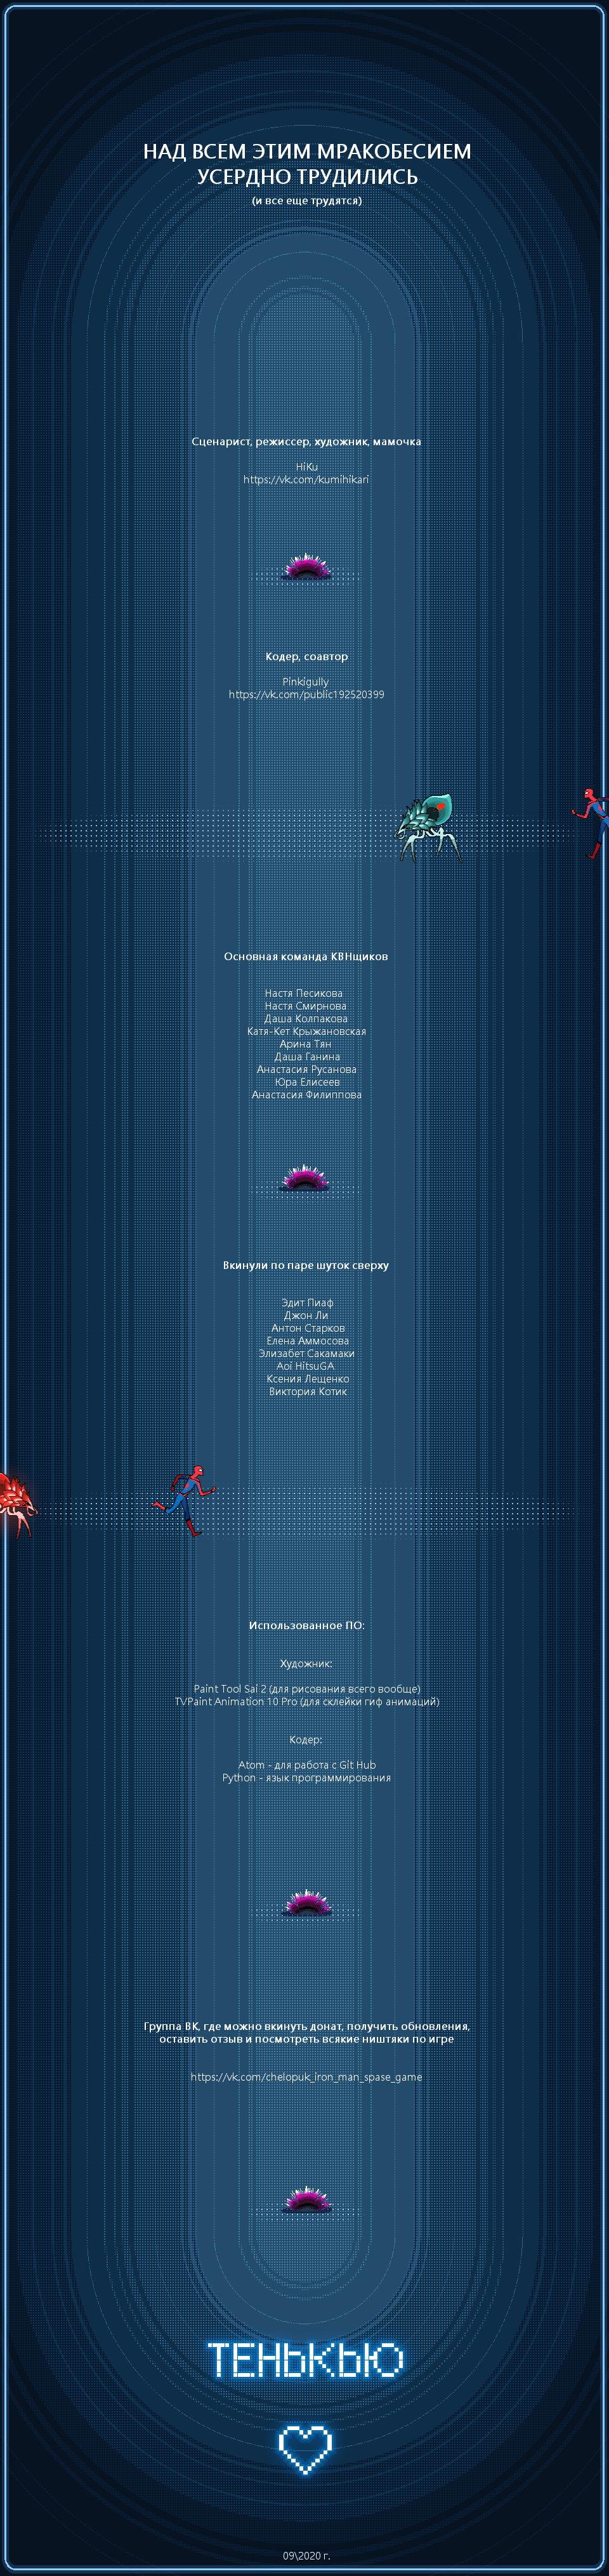 НАД ВСЕМ ЭТИМ МРАКОБЕСИЕМ
УСЕРДНО ТРУДИЛИСЬ
(и все еще трудятся)
Сценарист, режиссер, художник, мамочка
HiKu
https://vk.com/kumihikari
Кодер, соавтор
Pinkigully
https://vk.com/public192520399
Основная команда КВНщиков
Настя Песикова
Настя Смирнова
Даша Колпакова
Катя-Кет Крыжановская
Арина Тян
Даша Ганина
Анастасия Русанова
Юра Елисеев
Анастасия Филиппова
Вкинули по паре шуток сверху
Эдит Пиаф
Джон Ли
Антон Старков
Елена Аммосова
Элизабет Сакамаки
Aoi HitsuGA
Ксения Лещенко
Виктория Котик
Использованное ПО:
Художник:
Paint Tool Sai 2 (для рисования всего вообще)
TVPaint Animation 10 Pro (для склейки гиф анимаций)
Кодер:
Atom - для работа с Git Hub
Python - язык программирования
Группа ВК, где можно вкинуть донат, получить обновления,
оставить отзыв и посмотреть всякие ништяки по игре
https://vk.com/chelopuk_iron_man_spase_game
ТЕНЬКЬЮ
09\2020 г.